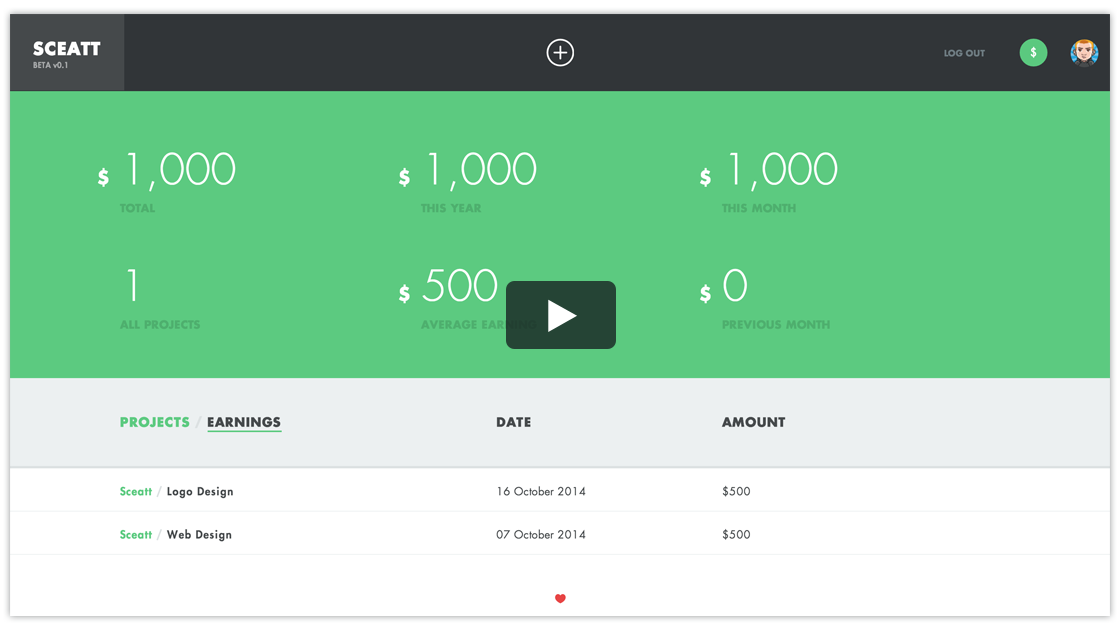 SCEATT
BETA v0.1
LOG OUT
$
$ 1,000
TOTAL
$ 1,000
THIS YEAR
$ 1,000
THIS MONTH
1
ALL PROJECTS
$ 500
AVERAGE EARNING
$ 0
PREVIOUS MONTH
PROJECTS / EARNINGS
DATE
AMOUNT
Sceatt / Logo Design
16 October 2014
$500
Sceatt / Web Design
07 October 2014
$500